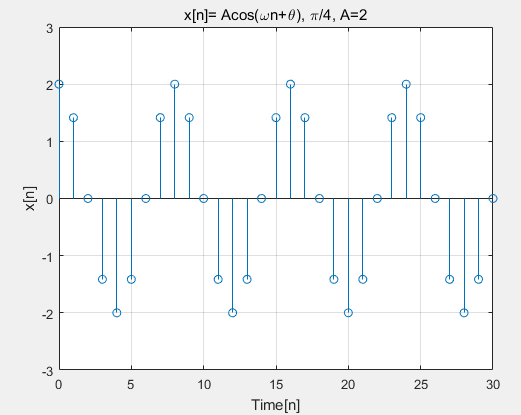 x[n]= Acos(ωn+θ), π/4, A=2
3
2
1
0
-1
-2
-3
x[n]
0 5 10 15 20 25 30
Time[n]